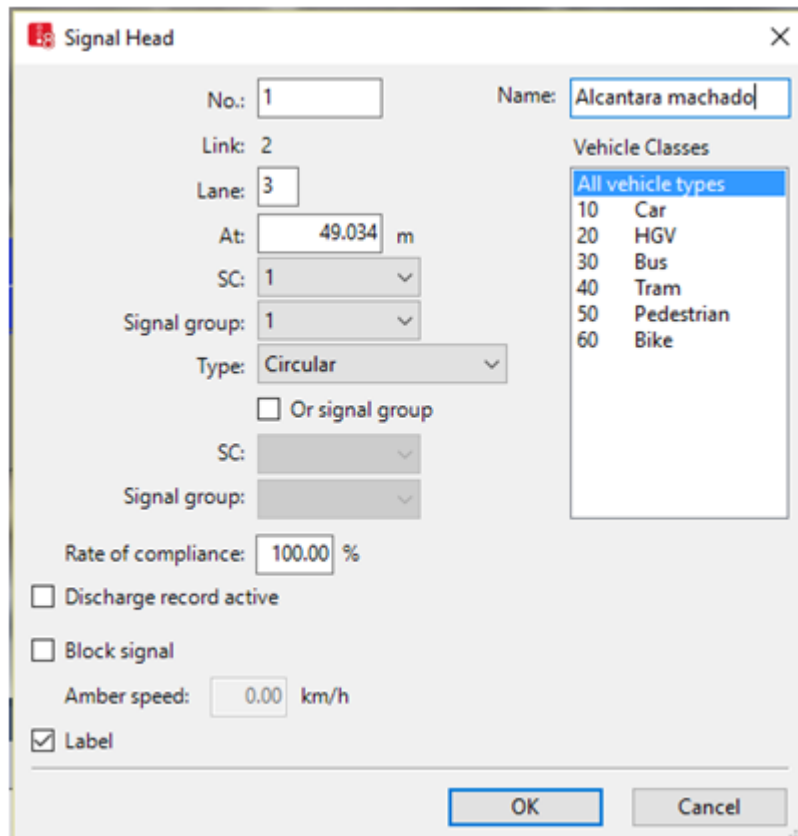 Signal Head
No.: 1
Name: Alcantara machado
Link: 2
Vehicle Classes
Lane: 3
All vehicle types
10 Car
At: 49.034 m
20 HGV
SC: 1
30 Bus
40 Tram
Signal group: 1
50 Pedestrian
60 Bike
Type: Circular
Or signal group
SC:
Signal group:
Rate of compliance: 100.00 %
Discharge record active
Block signal
Amber speed: 0.00 km/h
Label
OK
Cancel